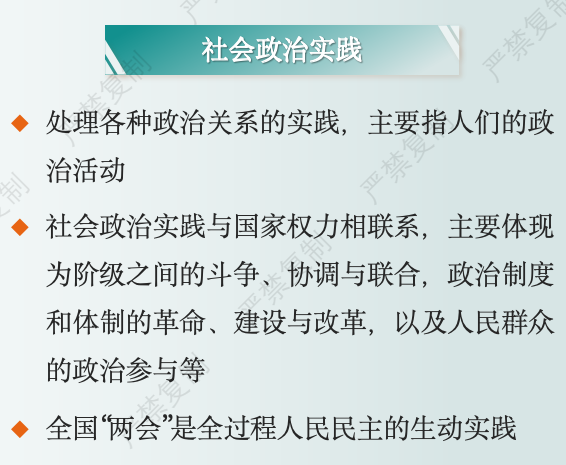 社会政治实践
处理各种政治关系的实践，主要指人们的政
治活动
社会政治实践与国家权力相联系，主要体现
为阶级之间的斗争、协调与联合，政治制度
和体制的革命、建设与改革，以及人民群众
的政治参与等
全国“两会”是全过程人民民主的生动实践
严禁复制
严禁复制
严禁复制
严禁复制
严禁复制
严禁复制